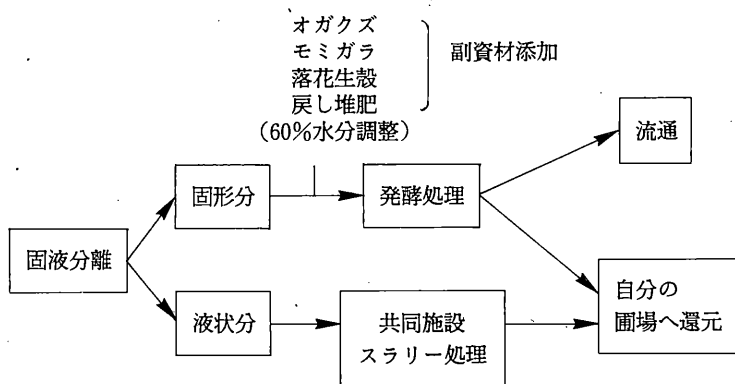 オガクズ
モミガラ
落花生殻
戻し堆肥
(60%水分調整)
副資材添加
流通
固形分
発酵処理
固液分離
液状分
共同施設
スラリー処理
自分の
圃場へ還元